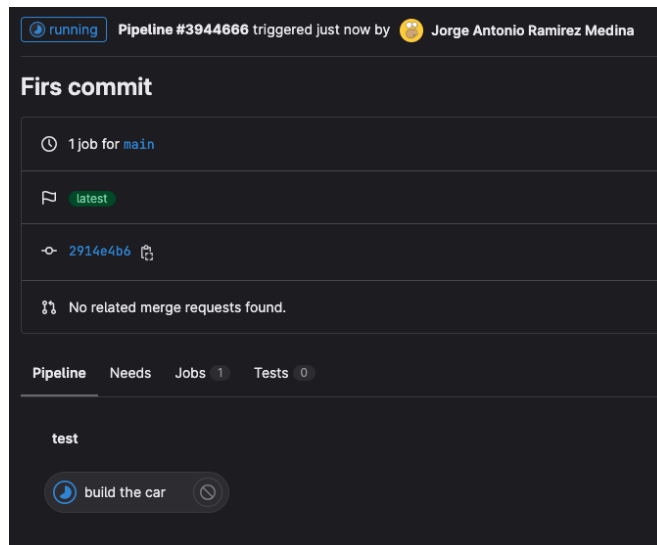 running Pipeline #3944666 triggered just now by Jorge Antonio Ramirez Medina
Firs commit
1 job for main
latest
2914e4b6
No related merge requests found.
Pipeline Needs Jobs 1 Tests 0
test
build the car